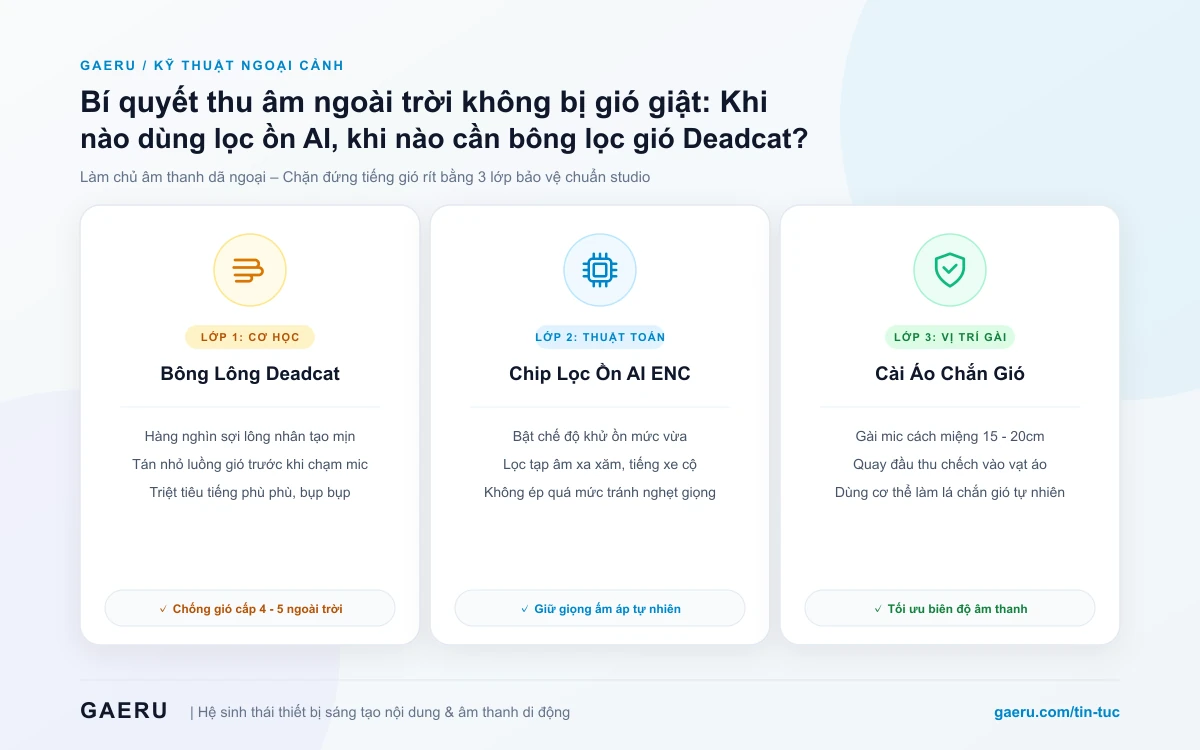 GAERU / KỸ THUẬT NGOẠI CẢNH
Bí quyết thu âm ngoài trời không bị gió giật: Khi
nào dùng lọc ồn AI, khi nào cần bông lọc gió Deadcat?
Làm chủ âm thanh dã ngoại – Chặn đứng tiếng gió rít bằng 3 lớp bảo vệ chuẩn studio
LỚP 1: CƠ HỌC
Bông Lông Deadcat
Hàng nghìn sợi lông nhân tạo mịn
Tán nhỏ luồng gió trước khi chạm mic
Triệt tiêu tiếng phù phù, bụp bụp
✓ Chống gió cấp 4 - 5 ngoài trời
LỚP 2: THUẬT TOÁN
Chip Lọc Ồn AI ENC
Bật chế độ khử ồn mức vừa
Lọc tạp âm xa xăm, tiếng xe cộ
Không ép quá mức tránh nghẹt giọng
✓ Giữ giọng ấm áp tự nhiên
LỚP 3: VỊ TRÍ GÀI
Cài Áo Chắn Gió
Gài mic cách miệng 15 - 20cm
Quay đầu thu chếch vào vạt áo
Dùng cơ thể làm lá chắn gió tự nhiên
✓ Tối ưu biên độ âm thanh
GAERU | Hệ sinh thái thiết bị sáng tạo nội dung & âm thanh di động
gaeru.com/tin-tuc